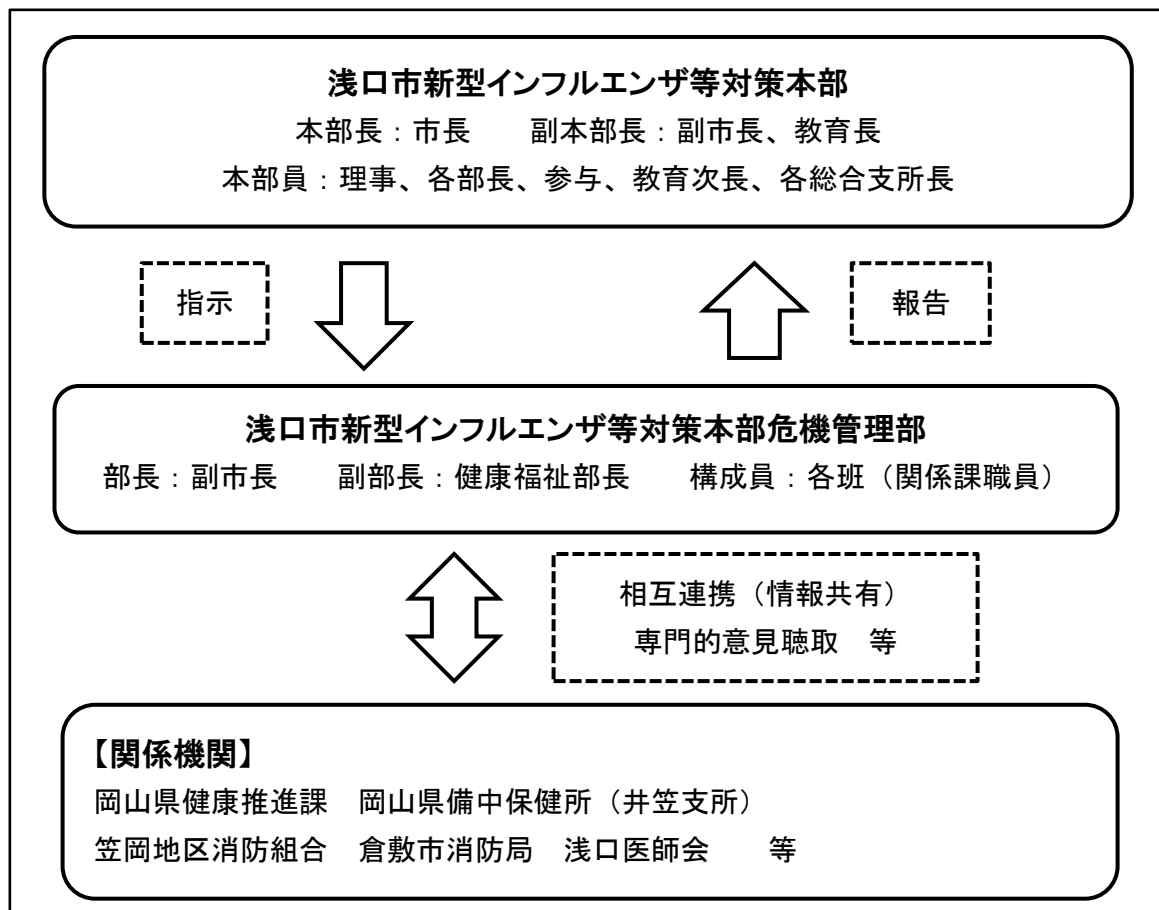 浅口市新型インフルエンザ等対策本部
本部長：市長　　副本部長：副市長、教育長
本部員：理事、各部長、参与、教育次長、各総合支所長
指示
報告
浅口市新型インフルエンザ等対策本部危機管理部
部長：副市長　　副部長：健康福祉部長　　構成員：各班（関係課職員）
相互連携（情報共有）
専門的意見聴取　等
【関係機関】
岡山県健康推進課　岡山県備中保健所（井笠支所）
笠岡地区消防組合　倉敷市消防局　浅口医師会　　等